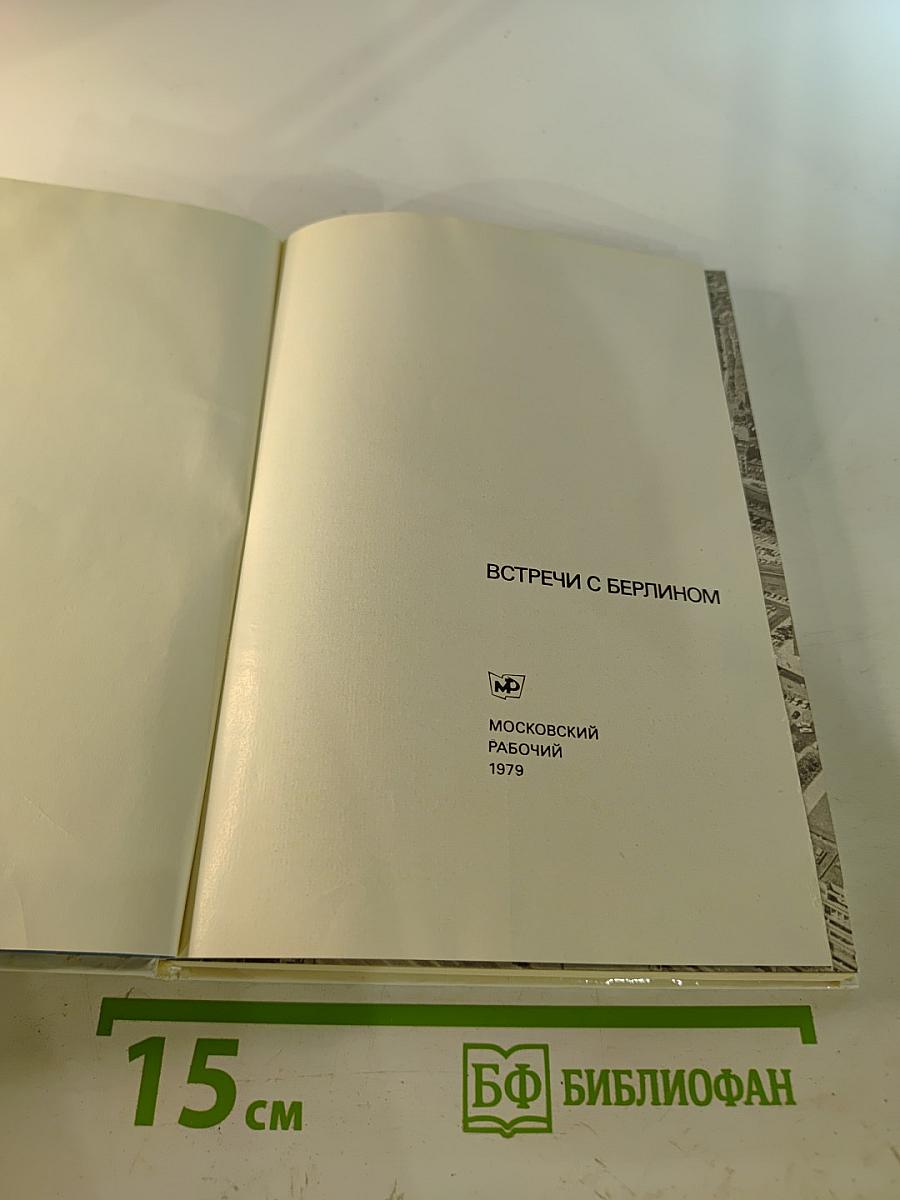 ВСТРЕЧИ С БЕРЛИНОМ
МР
МОСКОВСКИЙ
РАБОЧИЙ
1979
15 см
БФ БИБЛИОФАН